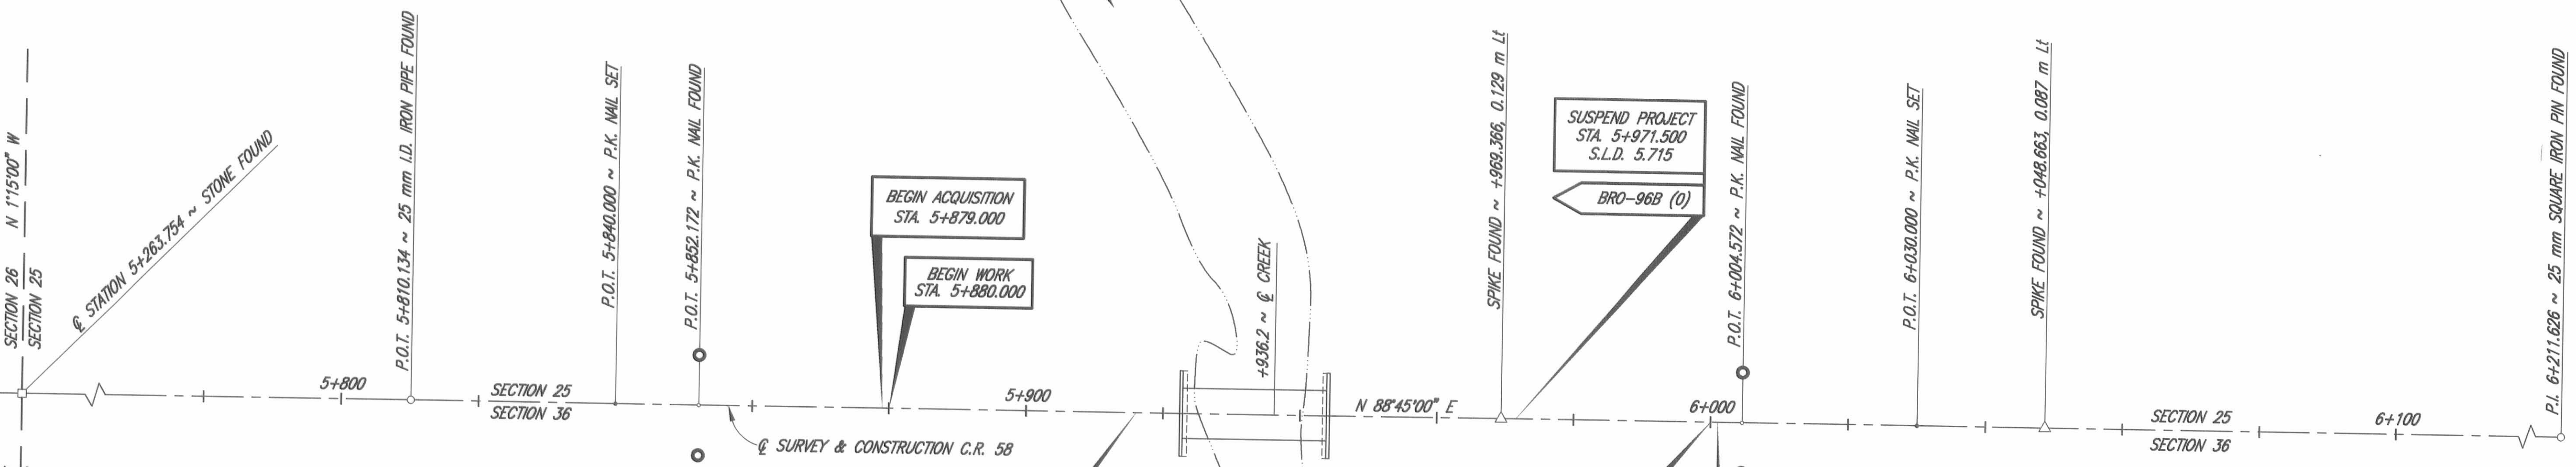 SECTION 26 N 1°15'00" W
SECTION 25
℄ STATION 5+263.754 ~ STONE FOUND
P.O.T. 5+810.134 ~ 25 mm I.D. IRON PIPE FOUND
P.O.T. 5+840.000 ~ P.K. NAIL SET
P.O.T. 5+852.172 ~ P.K. NAIL FOUND
BEGIN ACQUISITION
STA. 5+879.000
BEGIN WORK
STA. 5+880.000
+936.2 ~ ℄ CREEK
SPIKE FOUND ~ +969.366, 0.129 m Lt
SUSPEND PROJECT
STA. 5+971.500
S.L.D. 5.715
BRO-96B (0)
P.O.T. 6+004.572 ~ P.K. NAIL FOUND
P.O.T. 6+030.000 ~ P.K. NAIL SET
SPIKE FOUND ~ +048.663, 0.087 m Lt
P.I. 6+211.626 ~ 25 mm SQUARE IRON PIN FOUND
5+800
SECTION 25
SECTION 36
5+900
N 88°45'00" E
6+000
SECTION 25
SECTION 36
6+100
℄ SURVEY & CONSTRUCTION C.R. 58